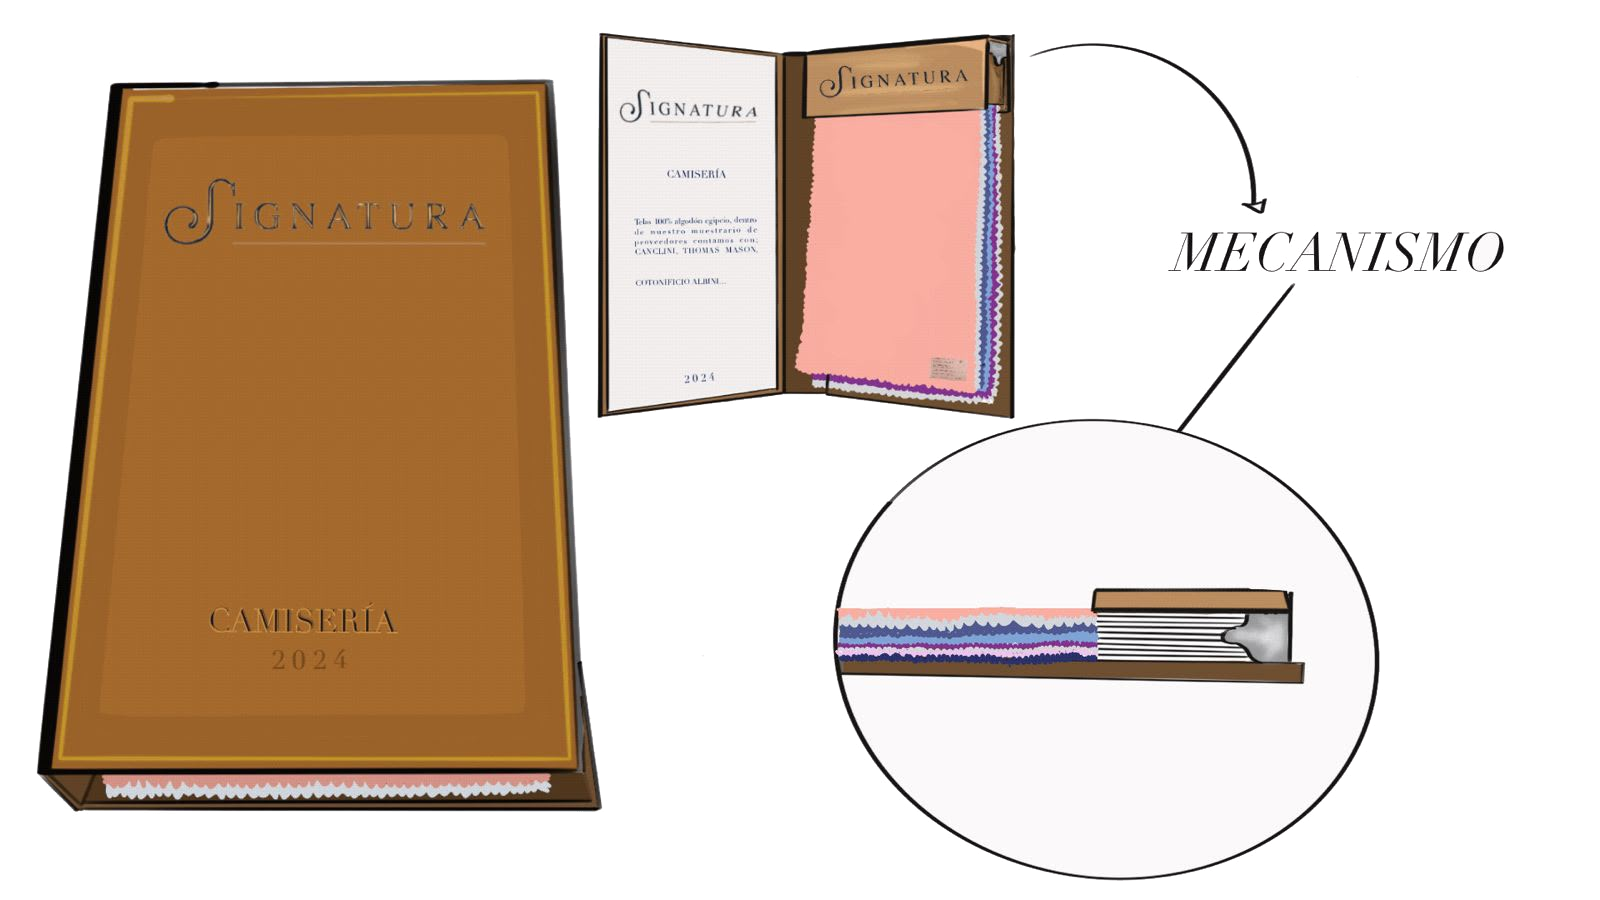 SIGNATURA
CAMISERÍA
2024
SIGNATURA
CAMISERÍA
Telas 100% algodón egipcio, dentro
de nuestro muestrario de
proveedores contamos con;
CANCLINI, THOMAS MASON,
COTONIFICIO ALBINI...
2024
SIGNATURA
MECANISMO